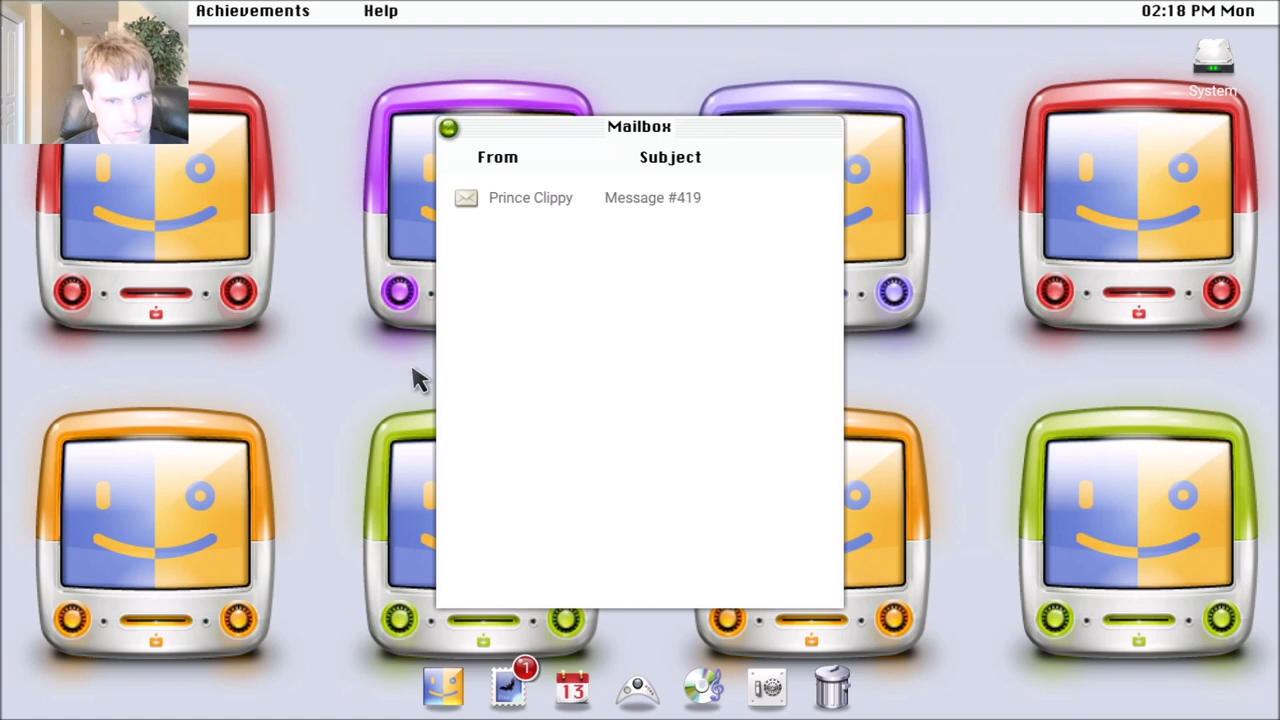 Achievements Help 02:18 PM Mon
System
Mailbox
From Subject
Prince Clippy Message #419
1
13